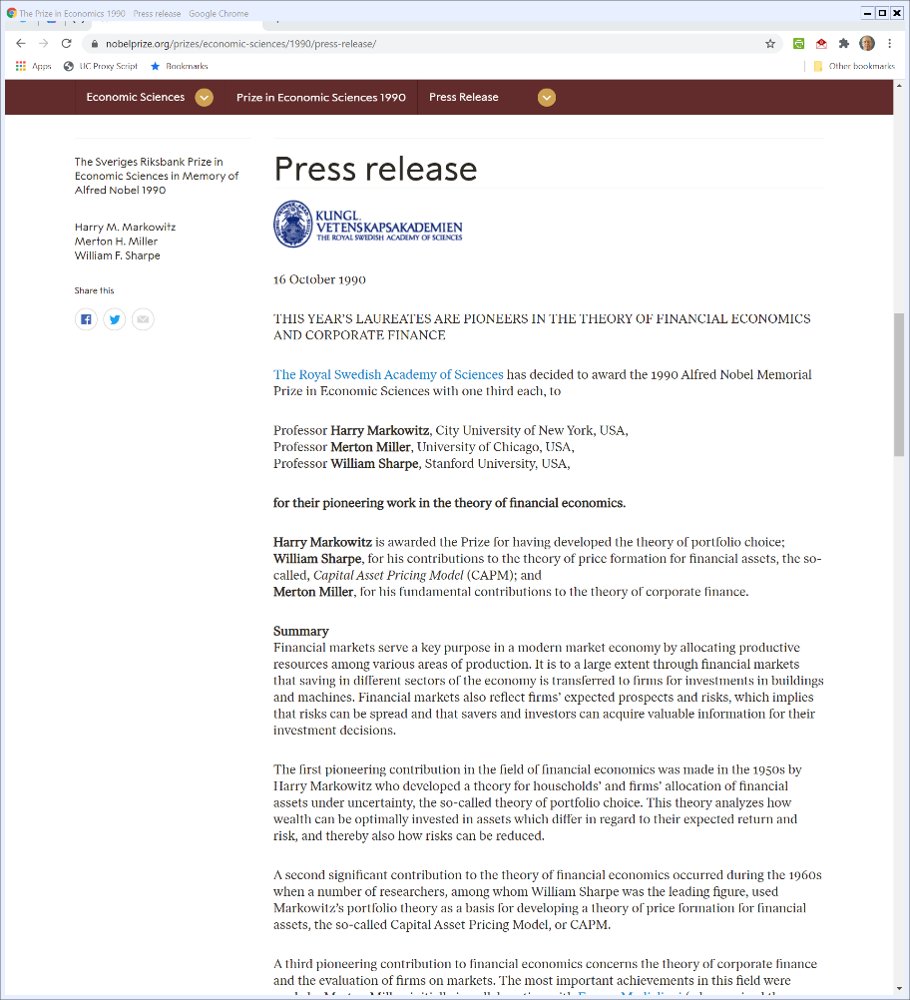 The Prize in Economics 1990 Press release Google Chrome
nobelprize.org/prizes/economic-sciences/1990/press-release/
Apps UC Proxy Script Bookmarks Other bookmarks
Economic Sciences Prize in Economic Sciences 1990 Press Release
The Sveriges Riksbank Prize in
Economic Sciences in Memory of
Alfred Nobel 1990
Harry M. Markowitz
Merton H. Miller
William F. Sharpe
Share this
Press release
KUNGL.
VETENSKAPSAKADEMIEN
THE ROYAL SWEDISH ACADEMY OF SCIENCES
16 October 1990
THIS YEAR’S LAUREATES ARE PIONEERS IN THE THEORY OF FINANCIAL ECONOMICS
AND CORPORATE FINANCE
The Royal Swedish Academy of Sciences has decided to award the 1990 Alfred Nobel Memorial
Prize in Economic Sciences with one third each, to
Professor Harry Markowitz, City University of New York, USA,
Professor Merton Miller, University of Chicago, USA,
Professor William Sharpe, Stanford University, USA,
for their pioneering work in the theory of financial economics.
Harry Markowitz is awarded the Prize for having developed the theory of portfolio choice;
William Sharpe, for his contributions to the theory of price formation for financial assets, the so-
called, Capital Asset Pricing Model (CAPM); and
Merton Miller, for his fundamental contributions to the theory of corporate finance.
Summary
Financial markets serve a key purpose in a modern market economy by allocating productive
resources among various areas of production. It is to a large extent through financial markets
that saving in different sectors of the economy is transferred to firms for investments in buildings
and machines. Financial markets also reflect firms’ expected prospects and risks, which implies
that risks can be spread and that savers and investors can acquire valuable information for their
investment decisions.
The first pioneering contribution in the field of financial economics was made in the 1950s by
Harry Markowitz who developed a theory for households’ and firms’ allocation of financial
assets under uncertainty, the so-called theory of portfolio choice. This theory analyzes how
wealth can be optimally invested in assets which differ in regard to their expected return and
risk, and thereby also how risks can be reduced.
A second significant contribution to the theory of financial economics occurred during the 1960s
when a number of researchers, among whom William Sharpe was the leading figure, used
Markowitz’s portfolio theory as a basis for developing a theory of price formation for financial
assets, the so-called Capital Asset Pricing Model, or CAPM.
A third pioneering contribution to financial economics concerns the theory of corporate finance
and the evaluation of firms on markets. The most important achievements in this field were